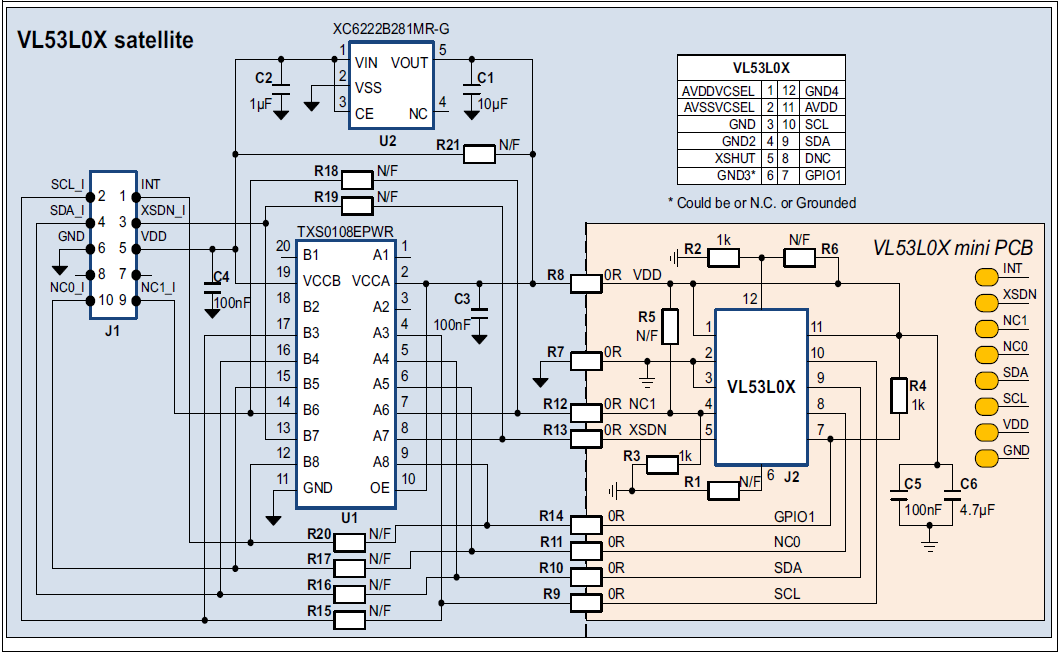 VL53L0X satellite
XC6222B281MR-G
1 VIN VOUT 5
2 VSS
3 CE NC 4
U2
C2
1µF
C1
10µF
R21 N/F
R18 N/F
R19 N/F
VL53L0X
AVDDVCSEL 1 12 GND4
AVSSVCSEL 2 11 AVDD
GND 3 10 SCL
GND2 4 9 SDA
XSHUT 5 8 DNC
GND3* 6 7 GPIO1
* Could be or N.C. or Grounded
SCL_I 2 1 INT
SDA_I 4 3 XSDN_I
GND 6 5 VDD
8 7
NC0_I 10 9 NC1_I
J1
C4
100nF
TXS0108EPWR
20 B1 A1 1
19 VCCB VCCA 2
18 B2 A2 3
17 B3 A3 4
16 B4 A4 5
15 B5 A5 6
14 B6 A6 7
13 B7 A7 8
12 B8 A8 9
11 GND OE 10
U1
C3
100nF
R20 N/F
R17 N/F
R16 N/F
R15 N/F
R8 0R VDD
R7 0R
R12 0R NC1
R13 0R XSDN
R14 0R GPIO1
R11 0R NC0
R10 0R SDA
R9 0R SCL
VL53L0X mini PCB
R2 1k
N/F R6
R5
N/F
12
1 11
2 10
VL53L0X
3 9
4 8
5 7
6 J2
R3 1k
R1 N/F
R4
1k
C5
100nF
C6
4.7µF
INT
XSDN
NC1
NC0
SDA
SCL
VDD
GND